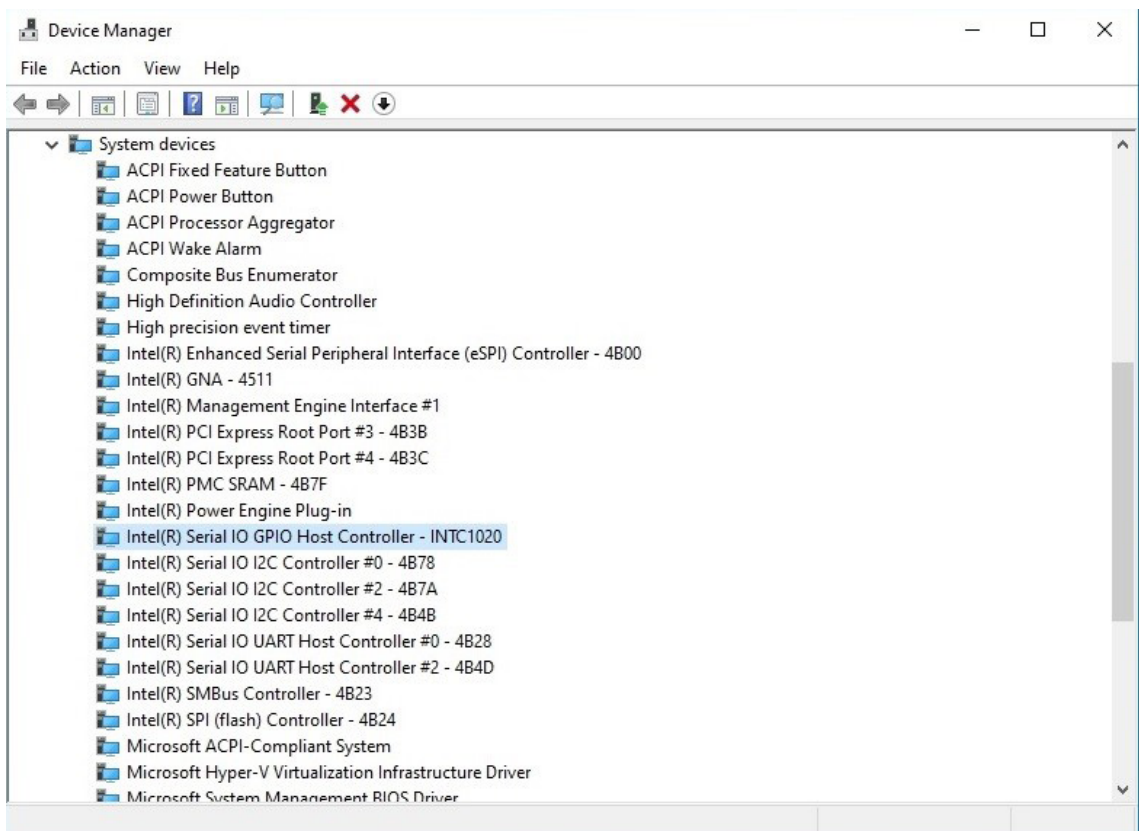 Device Manager
File Action View Help
System devices
ACPI Fixed Feature Button
ACPI Power Button
ACPI Processor Aggregator
ACPI Wake Alarm
Composite Bus Enumerator
High Definition Audio Controller
High precision event timer
Intel(R) Enhanced Serial Peripheral Interface (eSPI) Controller - 4B00
Intel(R) GNA - 4511
Intel(R) Management Engine Interface #1
Intel(R) PCI Express Root Port #3 - 4B3B
Intel(R) PCI Express Root Port #4 - 4B3C
Intel(R) PMC SRAM - 4B7F
Intel(R) Power Engine Plug-in
Intel(R) Serial IO GPIO Host Controller - INTC1020
Intel(R) Serial IO I2C Controller #0 - 4B78
Intel(R) Serial IO I2C Controller #2 - 4B7A
Intel(R) Serial IO I2C Controller #4 - 4B4B
Intel(R) Serial IO UART Host Controller #0 - 4B28
Intel(R) Serial IO UART Host Controller #2 - 4B4D
Intel(R) SMBus Controller - 4B23
Intel(R) SPI (flash) Controller - 4B24
Microsoft ACPI-Compliant System
Microsoft Hyper-V Virtualization Infrastructure Driver
Microsoft System Management BIOS Driver